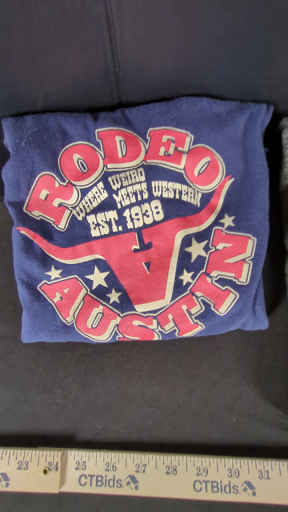 RODEO
WHERE WEIRD
MEETS WESTERN
EST. 1938
A
AUSTIN
23 24 25 26 27 28 29 30 31
CTBids CTBids